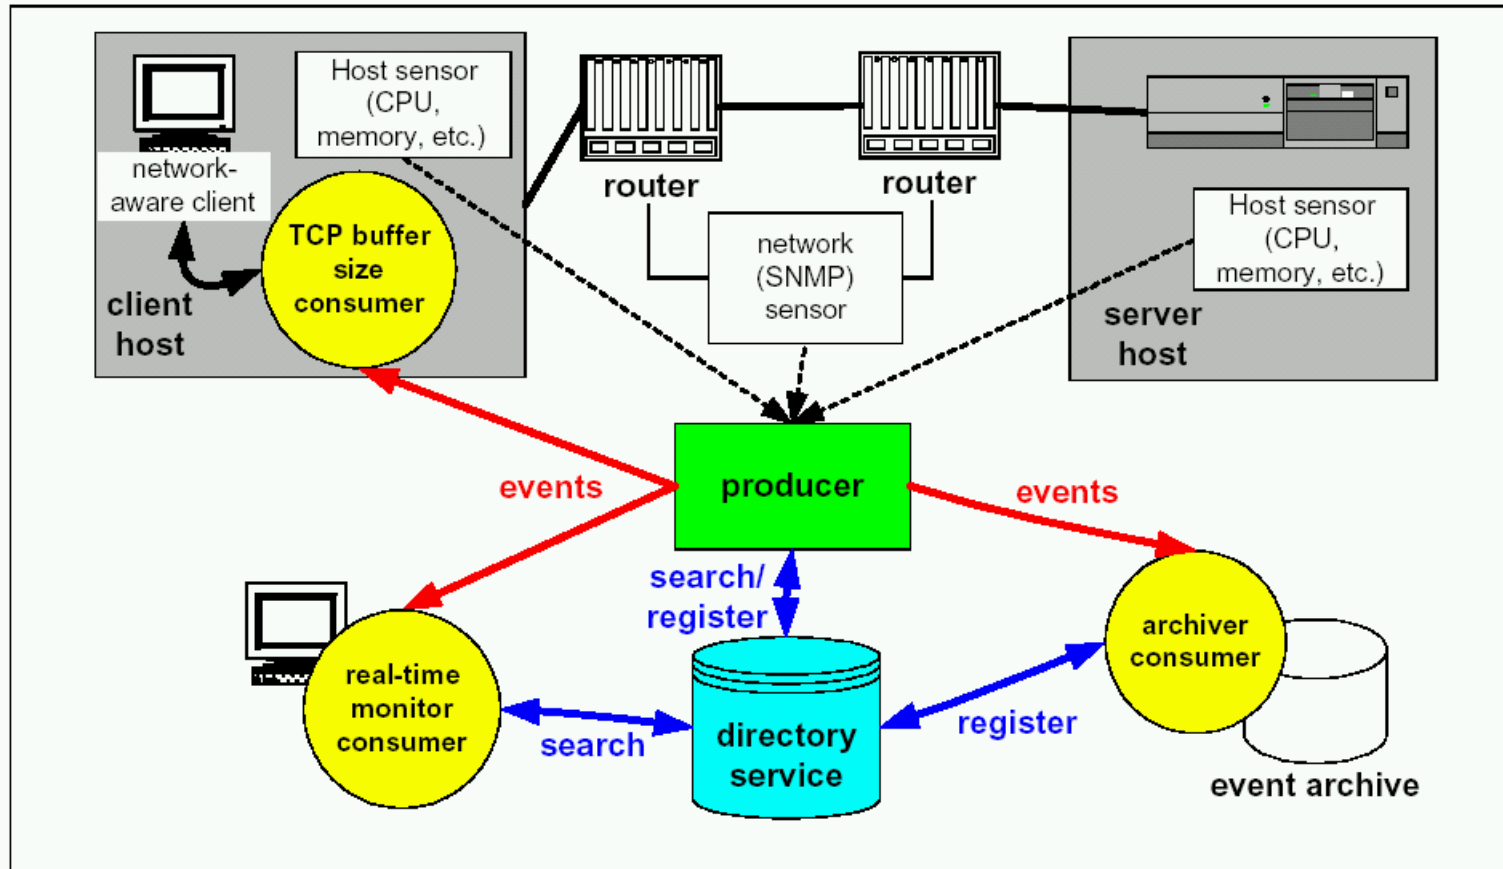 Host sensor
(CPU,
memory, etc.)
network-
aware client
TCP buffer
size
consumer
client
host
router
router
network
(SNMP)
sensor
Host sensor
(CPU,
memory, etc.)
server
host
producer
events
events
search/
register
real-time
monitor
consumer
search
directory
service
register
archiver
consumer
event archive